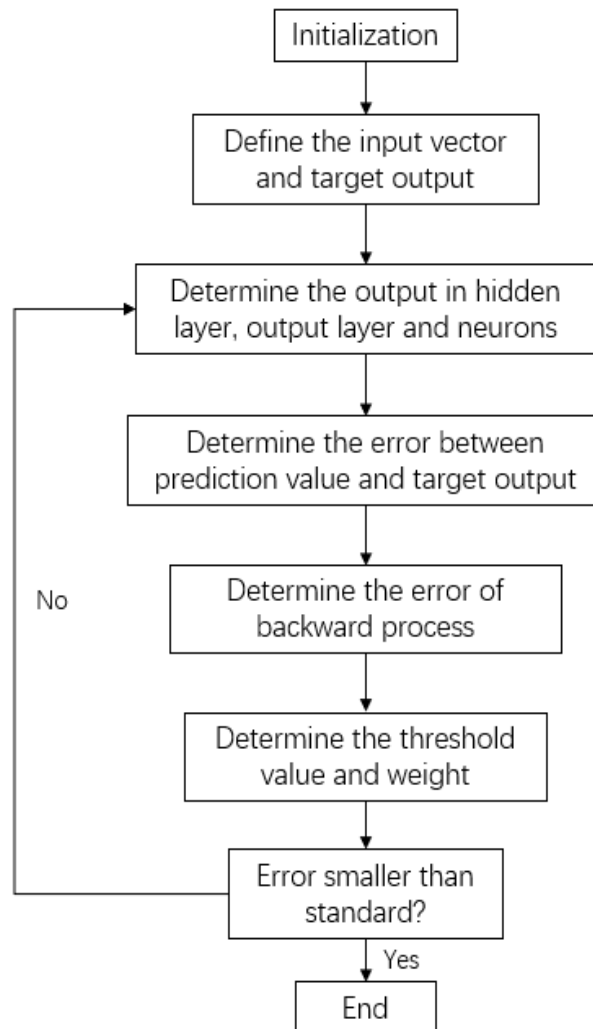 Initialization
Define the input vector
and target output
Determine the output in hidden
layer, output layer and neurons
Determine the error between
prediction value and target output
Determine the error of
backward process
No
Determine the threshold
value and weight
Error smaller than
standard?
Yes
End